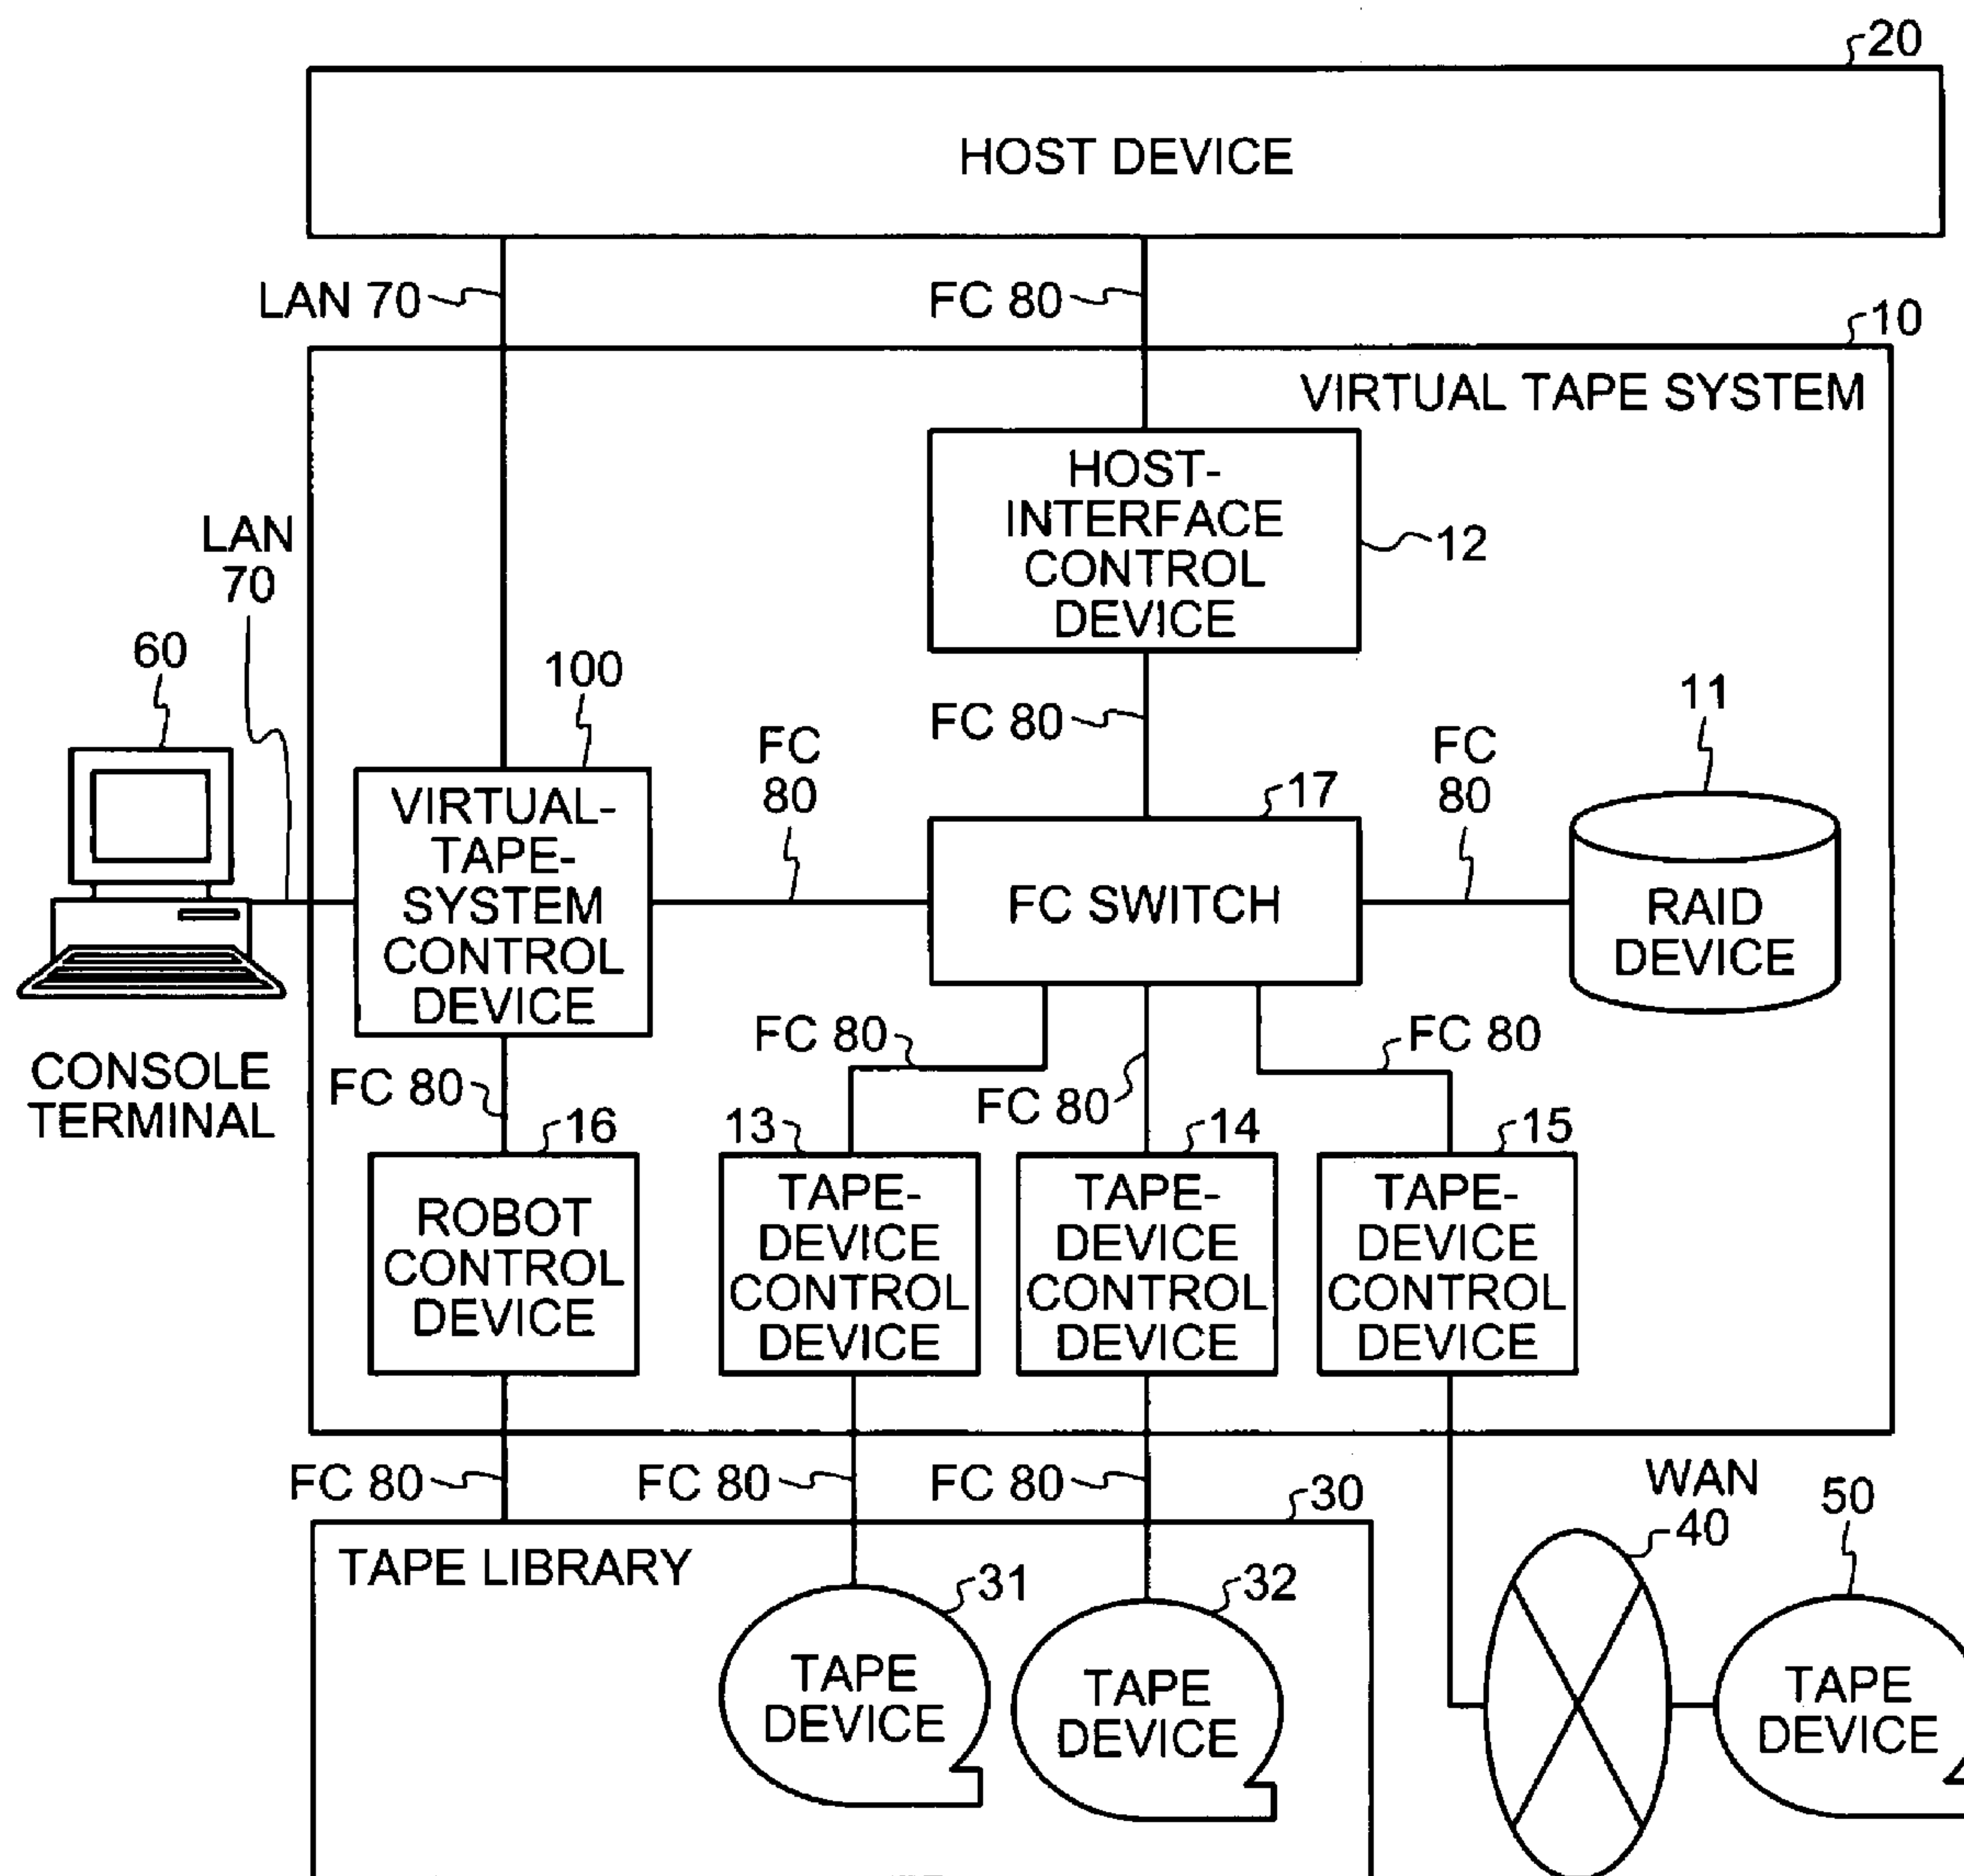 20
HOST DEVICE
LAN 70
FC 80
10
VIRTUAL TAPE SYSTEM
HOST-
INTERFACE
CONTROL
DEVICE
12
LAN
70
60
100
FC 80
11
FC
80
FC
80
17
VIRTUAL-
TAPE-
SYSTEM
CONTROL
DEVICE
FC SWITCH
RAID
DEVICE
CONSOLE
TERMINAL
FC 80
FC 80
FC 80
FC 80
16
13
14
15
ROBOT
CONTROL
DEVICE
TAPE-
DEVICE
CONTROL
DEVICE
TAPE-
DEVICE
CONTROL
DEVICE
TAPE-
DEVICE
CONTROL
DEVICE
FC 80
FC 80
FC 80
30
WAN
40
50
TAPE LIBRARY
31
32
TAPE
DEVICE
TAPE
DEVICE
TAPE
DEVICE